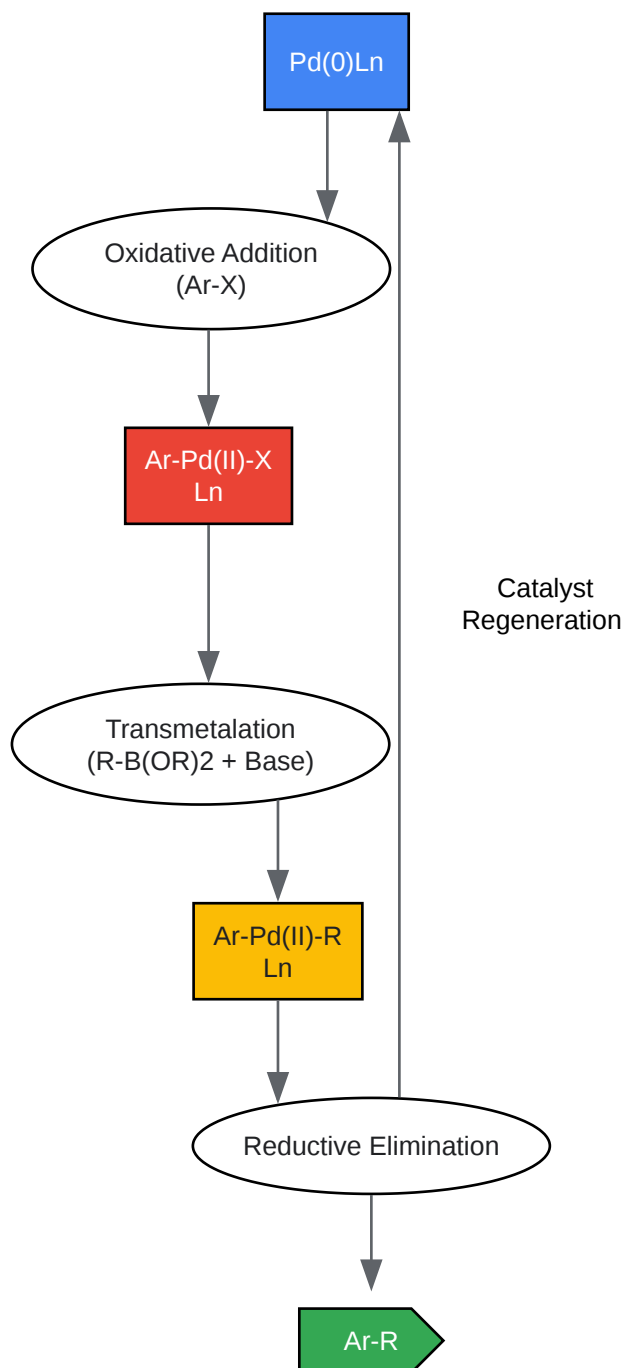 Pd(0)Ln
Oxidative Addition
(Ar-X)
Ar-Pd(II)-X
Ln
Catalyst
Regeneration
Transmetalation
(R-B(OR)2 + Base)
Ar-Pd(II)-R
Ln
Reductive Elimination
Ar-R